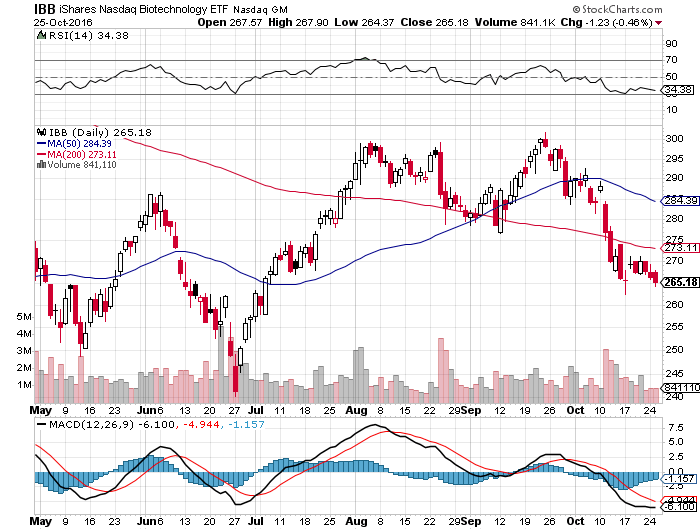 IBB iShares Nasdaq Biotechnology ETF Nasdaq GM © StockCharts.com
25-Oct-2016 Open 267.57 High 267.90 Low 264.37 Close 265.18 Volume 841.1K Chg -1.23 (-0.46%)
RSI(14) 34.38
90
70
50
34.38
30
10
IBB (Daily) 265.18
MA(50) 284.39
MA(200) 273.11
Volume 841,110
300
295
290
284.39
280
275
273.11
270
265.18
260
255
250
245
240
5M
4M
3M
2M
1M
841110
May 9 16 23 Jun 6 13 20 27 Jul 11 18 25 Aug 8 15 22 29 Sep 12 19 26 Oct 10 17 24
MACD(12,26,9) -6.100, -4.944, -1.157
7.5
5.0
2.5
0.0
-1.157
-2.5
-4.944
-6.100
May 9 16 23 Jun 6 13 20 27 Jul 11 18 25 Aug 8 15 22 29 Sep 12 19 26 Oct 10 17 24